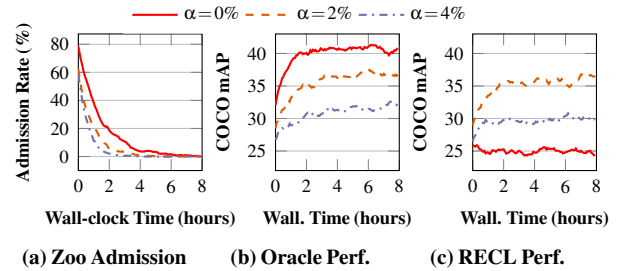 α=0% α=2% α=4%
Admission Rate (%)
80
60
40
20
0
0 2 4 6 8
Wall-clock Time (hours)
(a) Zoo Admission
COCO mAP
40
35
30
25
0 2 4 6 8
Wall. Time (hours)
(b) Oracle Perf.
COCO mAP
40
35
30
25
0 2 4 6 8
Wall. Time (hours)
(c) RECL Perf.